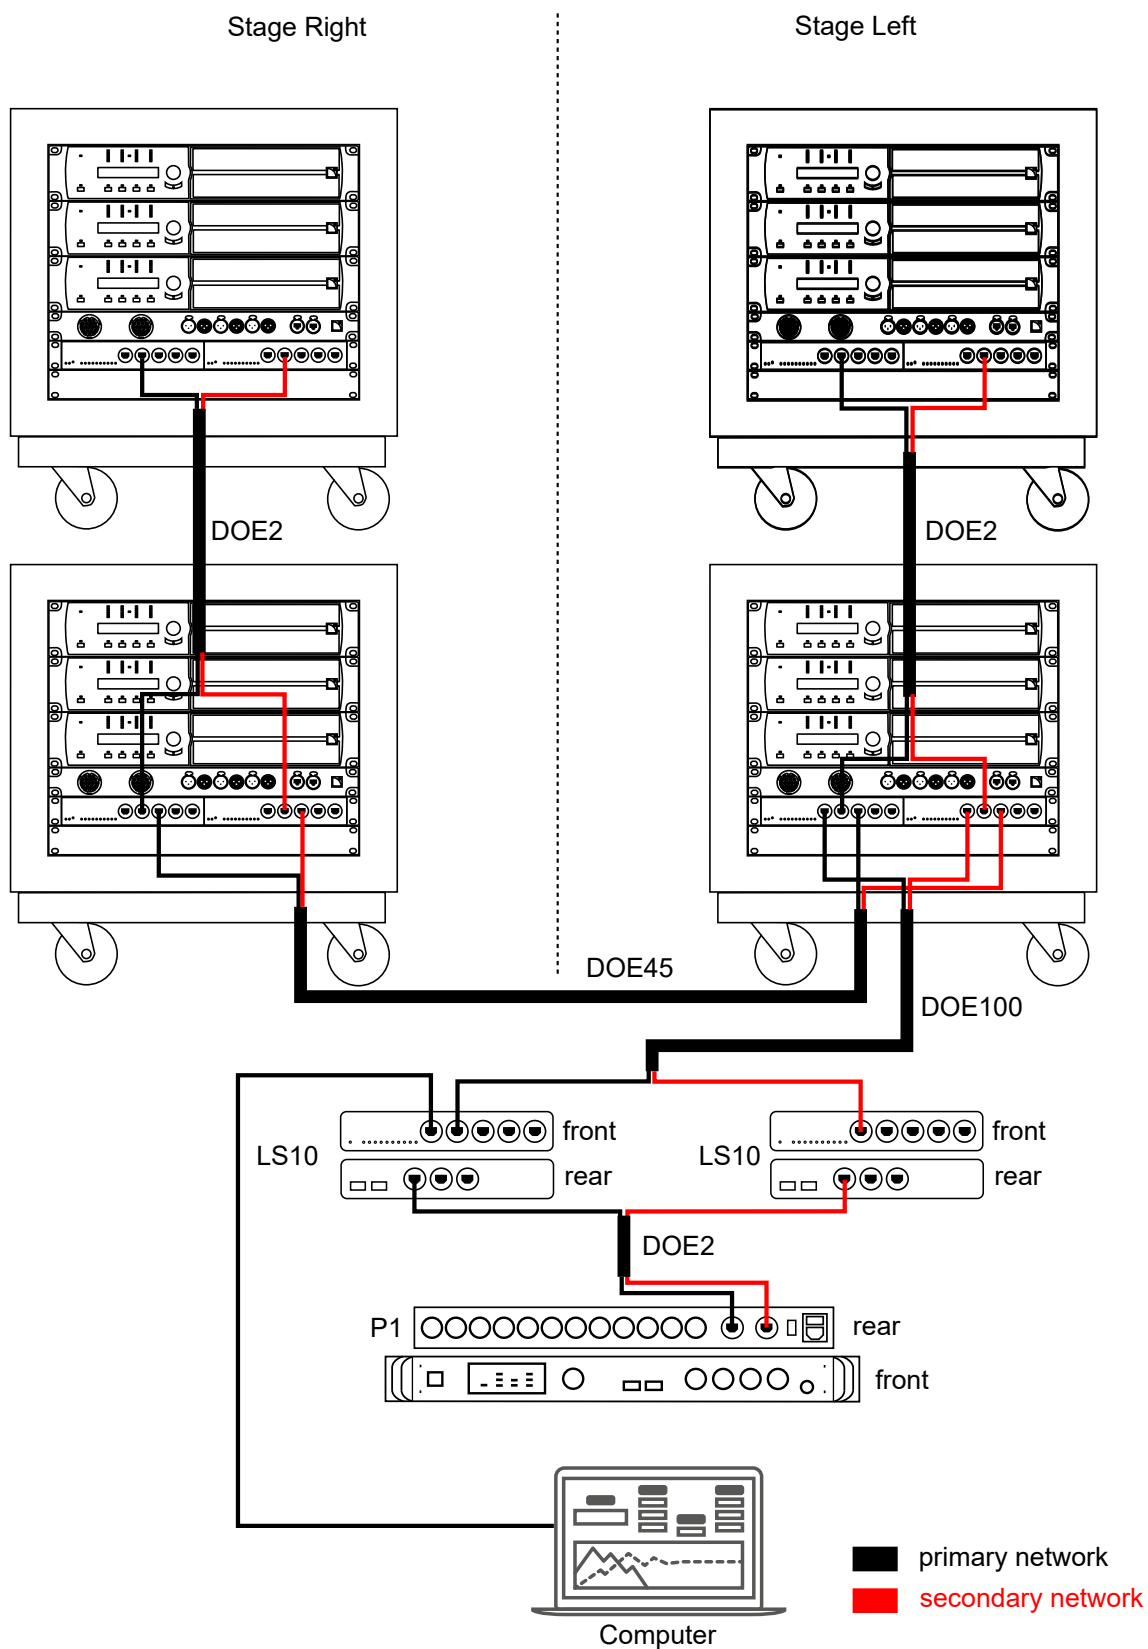 Stage Right
Stage Left
DOE2
DOE2
DOE45
DOE100
front
front
LS10
LS10
rear
rear
DOE2
P1
rear
front
primary network
secondary network
Computer